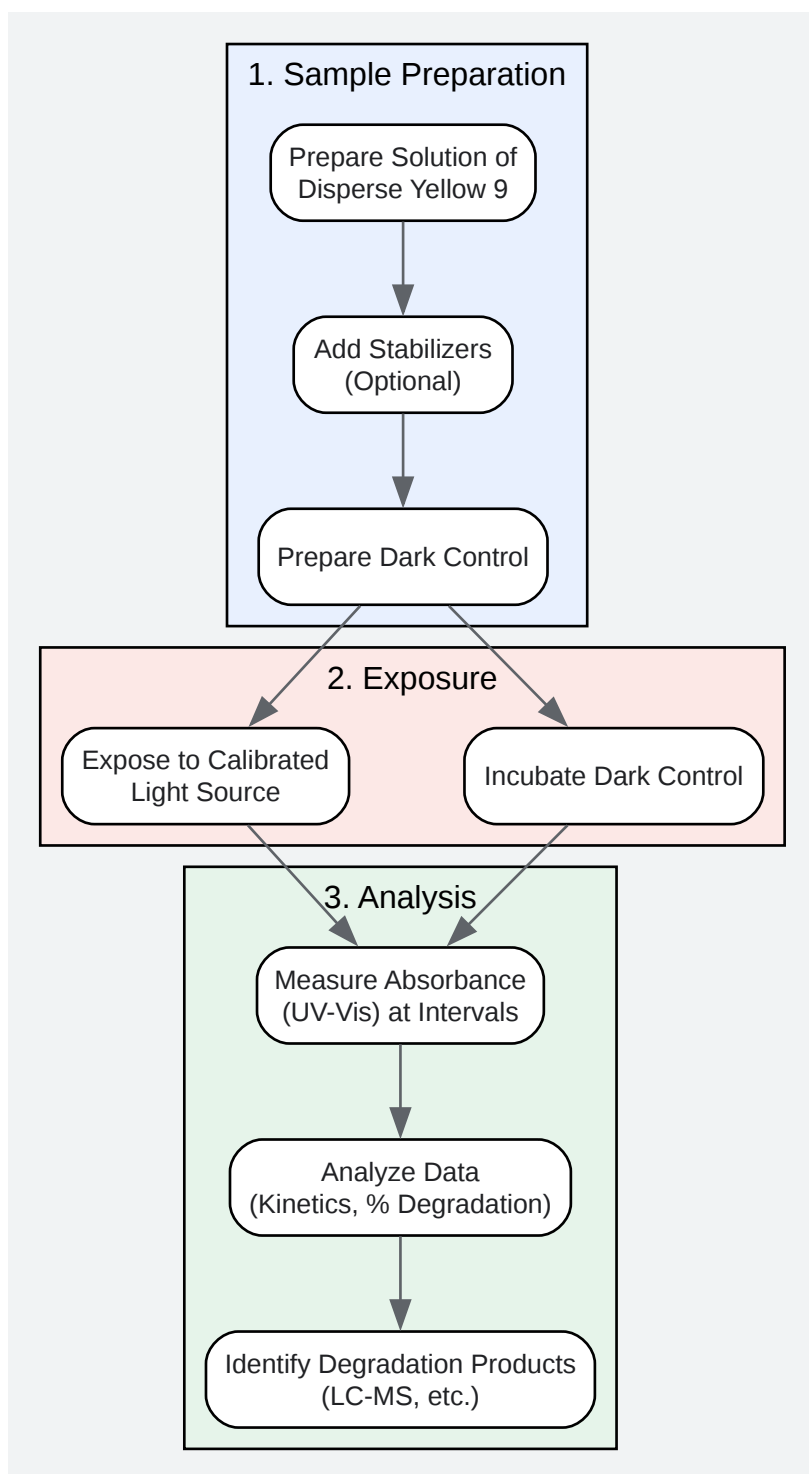 1. Sample Preparation
Prepare Solution of
Disperse Yellow 9
Add Stabilizers
(Optional)
Prepare Dark Control
2. Exposure
Expose to Calibrated
Light Source
Incubate Dark Control
3. Analysis
Measure Absorbance
(UV-Vis) at Intervals
Analyze Data
(Kinetics, % Degradation)
Identify Degradation Products
(LC-MS, etc.)